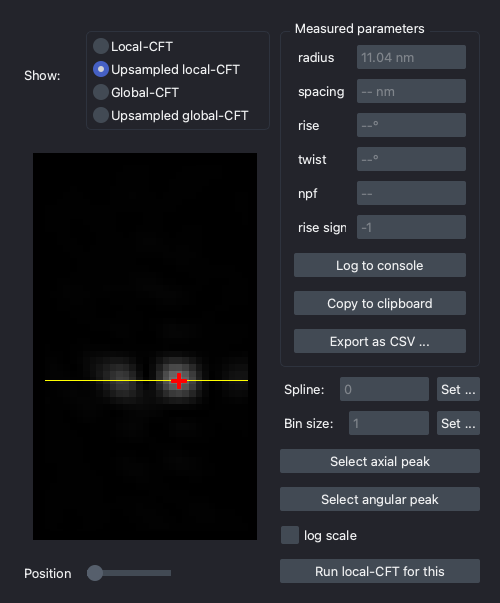 Show:
Local-CFT
Upsampled local-CFT
Global-CFT
Upsampled global-CFT
Position
Measured parameters
radius 11.04 nm
spacing -- nm
rise --°
twist --°
npf --
rise sign -1
Log to console
Copy to clipboard
Export as CSV ...
Spline: 0 Set ...
Bin size: 1 Set ...
Select axial peak
Select angular peak
log scale
Run local-CFT for this